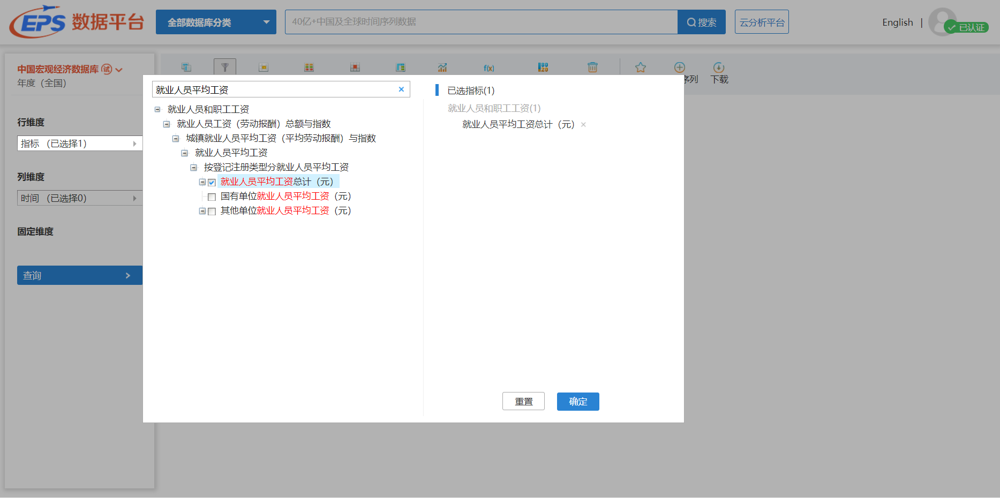 EPS 数据平台
全部数据库分类
40亿+中国及全球时间序列数据
搜索
云分析平台
English |
已认证
中国宏观经济数据库 试
年度（全国）
f(x)
序列
下载
行维度
指标 （已选择1）
列维度
时间 （已选择0）
固定维度
查询
就业人员平均工资
就业人员和职工工资
就业人员工资（劳动报酬）总额与指数
城镇就业人员平均工资（平均劳动报酬）与指数
就业人员平均工资
按登记注册类型分就业人员平均工资
就业人员平均工资总计（元）
国有单位就业人员平均工资（元）
其他单位就业人员平均工资（元）
已选指标(1)
就业人员和职工工资(1)
就业人员平均工资总计（元）
重置
确定